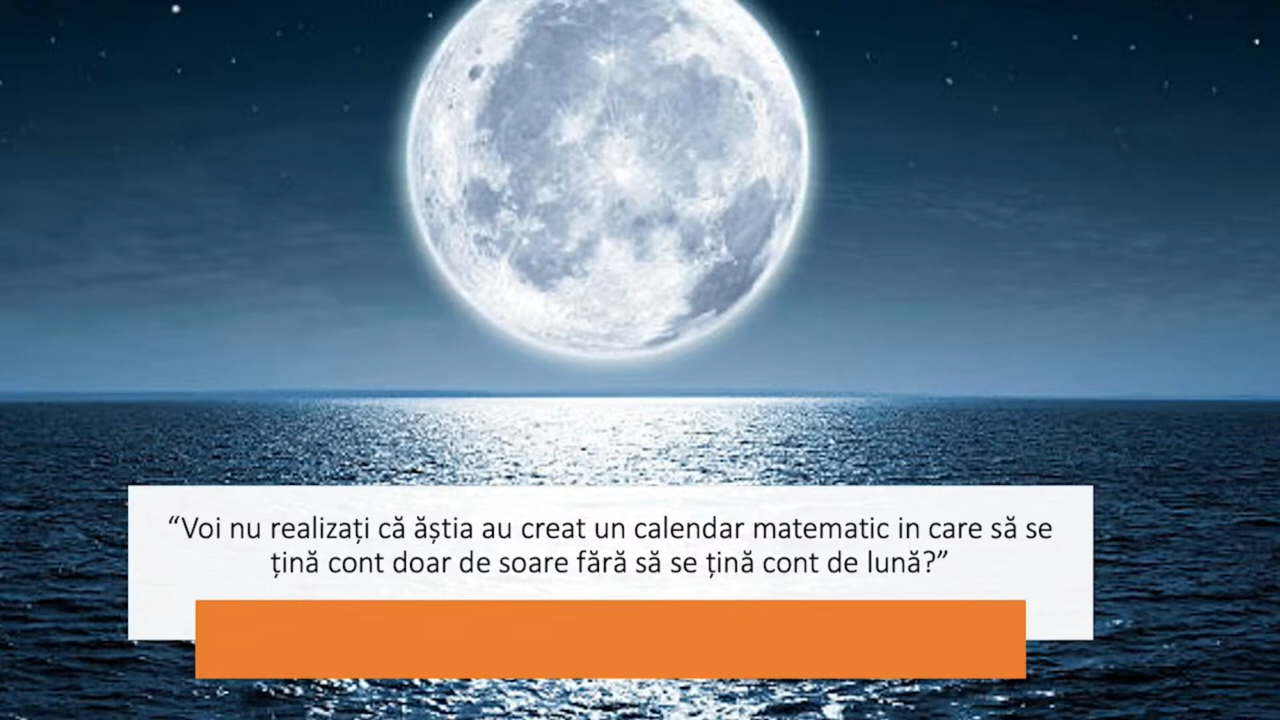 “Voi nu realizați că ăștia au creat un calendar matematic in care să se
țină cont doar de soare fără să se țină cont de lună?”